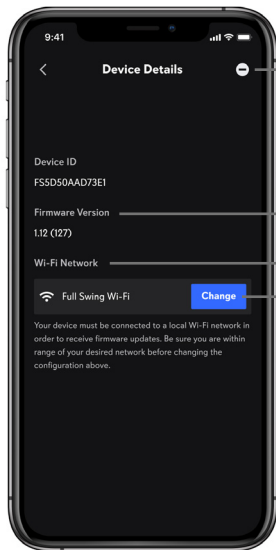 9:41
Device Details
Device ID
FS5D50AAD73E1
Firmware Version
1.12 (127)
Wi-Fi Network
Full Swing Wi-Fi
Change
Your device must be connected to a local Wi-Fi network in
order to receive firmware updates. Be sure you are within
range of your desired network before changing the
configuration above.